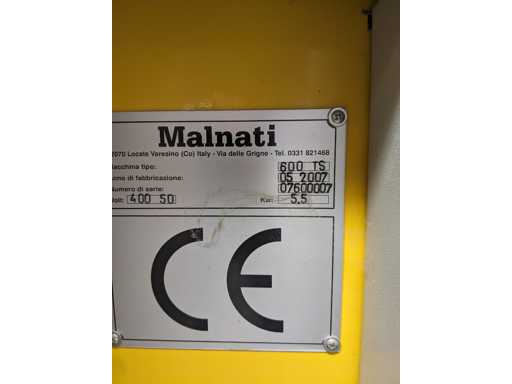 Malnati
2070 Locate Varesino (Co) Italy - Via delle Grigne - Tel. 0331 821468
Macchina tipo: 600 TS
Anno di fabbricazione: 05 2007
Numero di serie: 07600007
Volt: 400 50 Kw: 5,5
CE